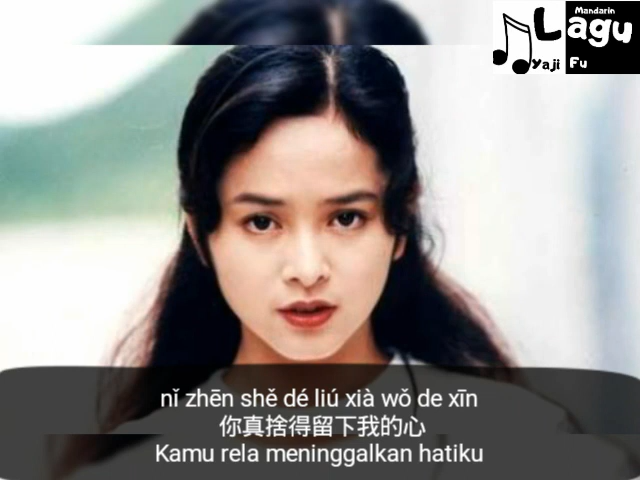 Mandarin
Lagu
Yaji Fu
nǐ zhēn shě dé liú xià wǒ de xīn
你真捨得留下我的心
Kamu rela meninggalkan hatiku